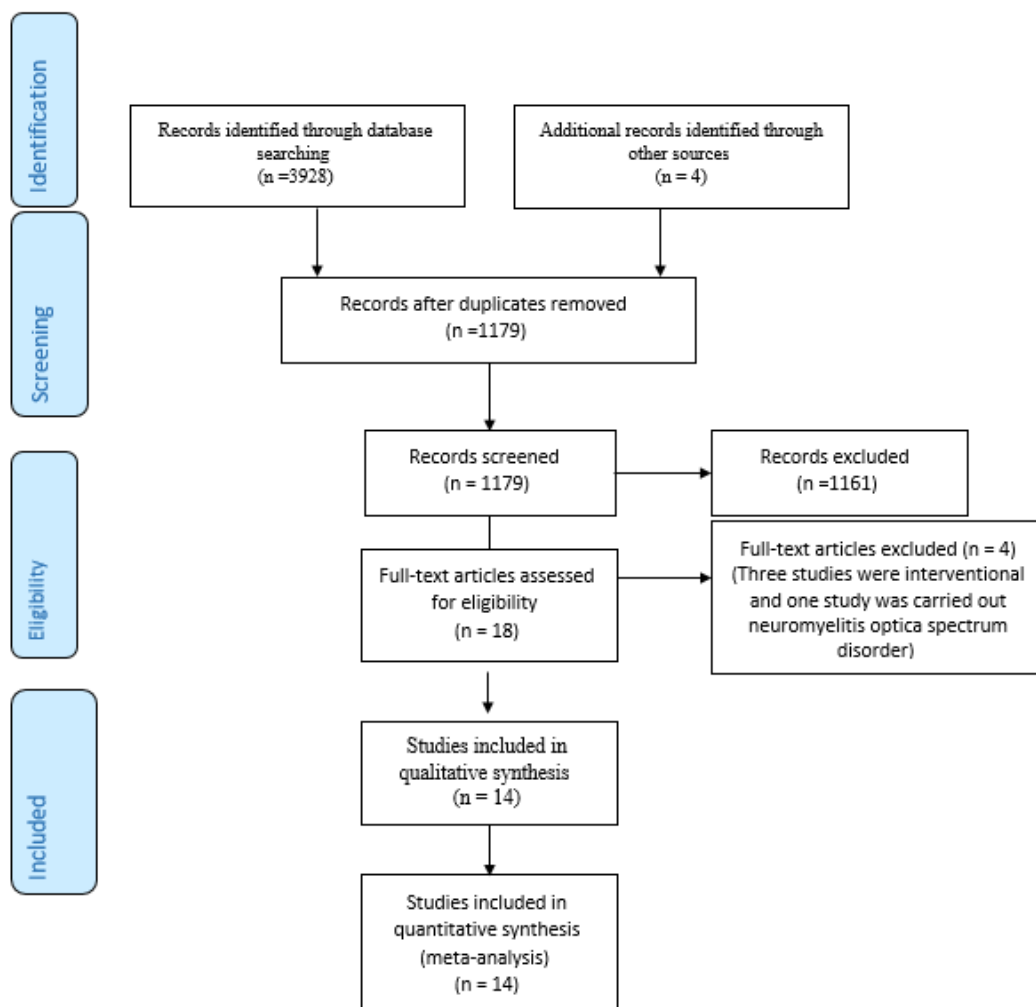 Identification
Records identified through database
searching
(n =3928)
Additional records identified through
other sources
(n = 4)
Screening
Records after duplicates removed
(n =1179)
Records screened
(n = 1179)
Records excluded
(n =1161)
Eligibility
Full-text articles assessed
for eligibility
(n = 18)
Full-text articles excluded (n = 4)
(Three studies were interventional
and one study was carried out
neuromyelitis optica spectrum
disorder)
Included
Studies included in
qualitative synthesis
(n = 14)
Studies included in
quantitative synthesis
(meta-analysis)
(n = 14)